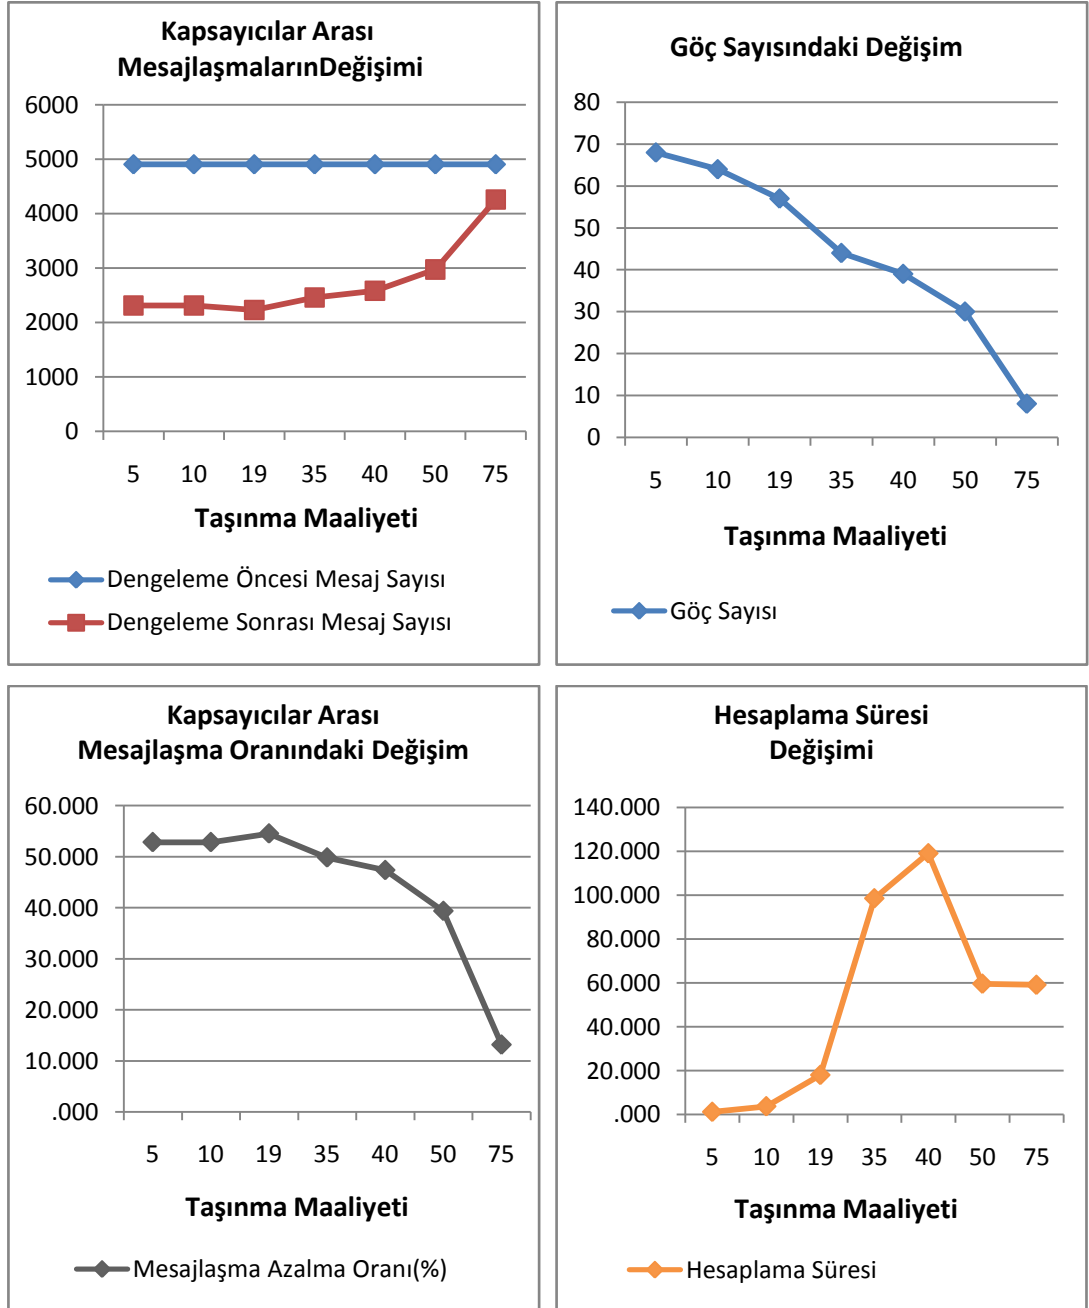 Kapsayıcılar Arası
MesajlaşmalarınDeğişimi
6000
5000
4000
3000
2000
1000
0
5 10 19 35 40 50 75
Taşınma Maaliyeti
Dengeleme Öncesi Mesaj Sayısı
Dengeleme Sonrası Mesaj Sayısı
Göç Sayısındaki Değişim
80
70
60
50
40
30
20
10
0
5 10 19 35 40 50 75
Taşınma Maaliyeti
Göç Sayısı
Kapsayıcılar Arası
Mesajlaşma Oranındaki Değişim
60.000
50.000
40.000
30.000
20.000
10.000
.000
5 10 19 35 40 50 75
Taşınma Maaliyeti
Mesajlaşma Azalma Oranı(%)
Hesaplama Süresi
Değişimi
140.000
120.000
100.000
80.000
60.000
40.000
20.000
.000
5 10 19 35 40 50 75
Taşınma Maaliyeti
Hesaplama Süresi